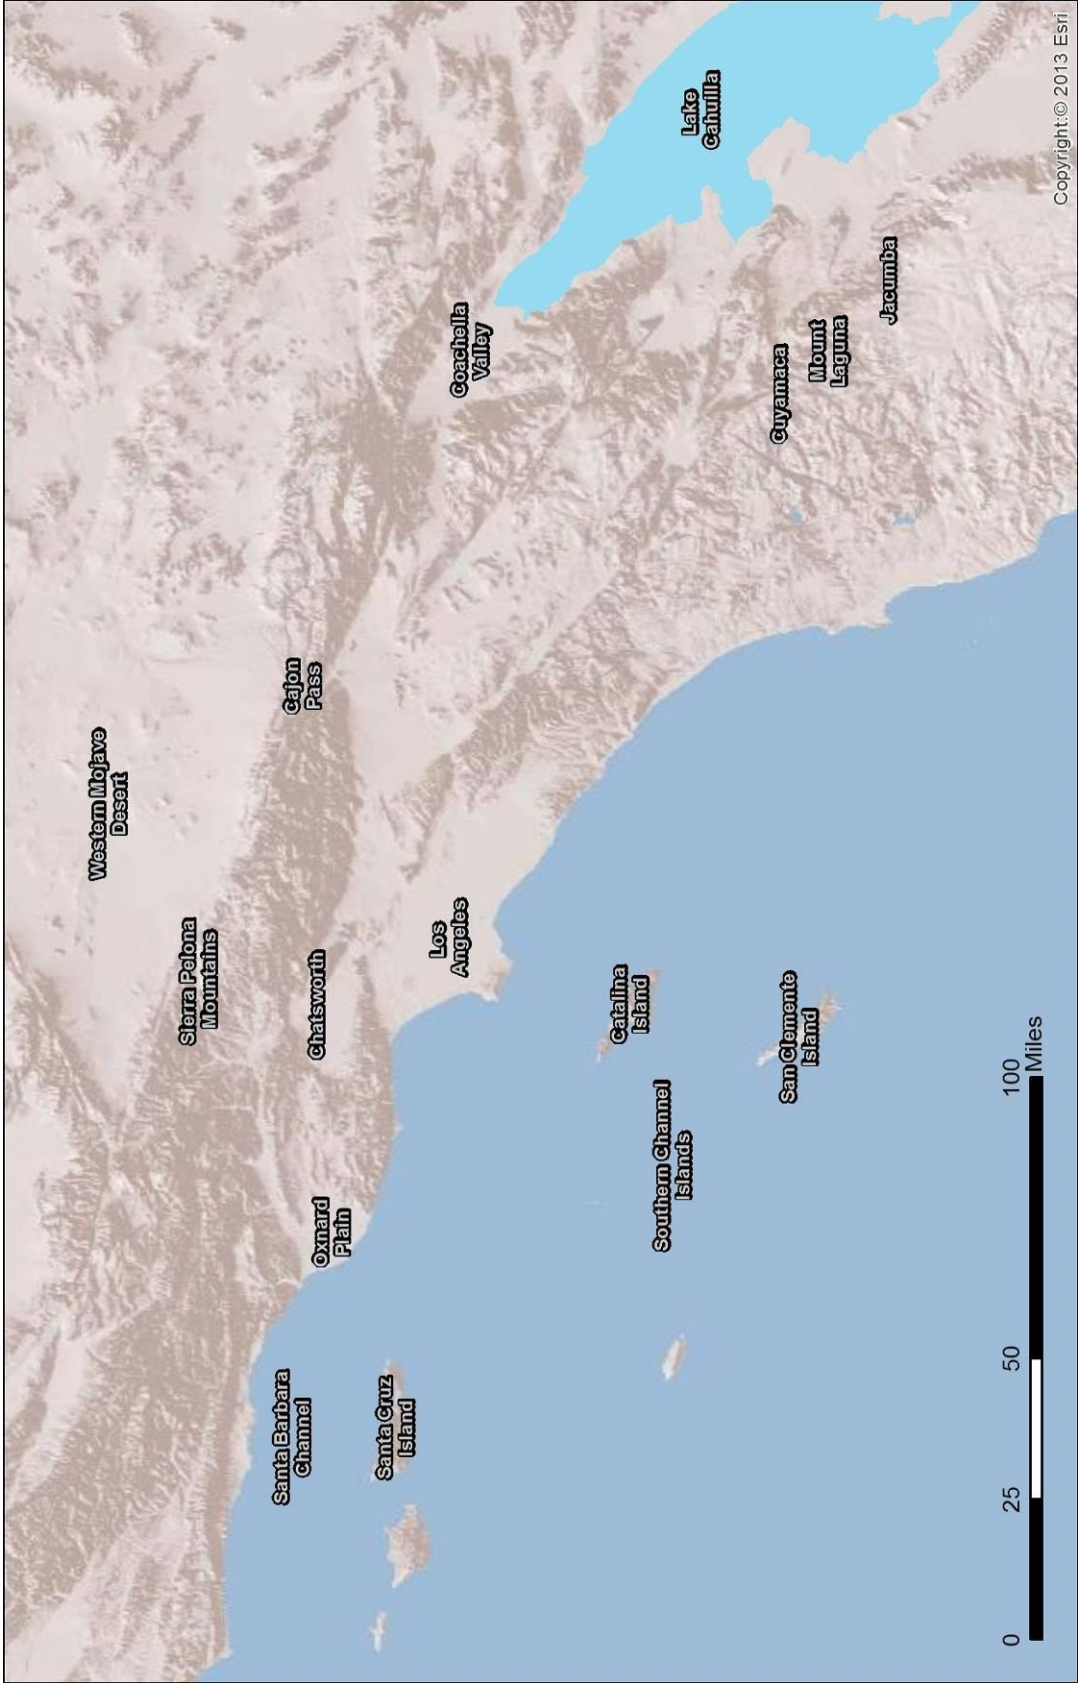 Western Mojave
Desert
Sierra Pelona
Mountains
Cajon
Pass
Chatsworth
Oxnard
Plain
Santa Barbara
Channel
Santa Cruz
Island
Los
Angeles
Coachella
Valley
Lake
Cahuilla
Catalina
Island
Southern Channel
Islands
San Clemente
Island
Cuyamaca
Mount
Laguna
Jacumba
0
25
50
100
Miles
Copyright:© 2013 Esri